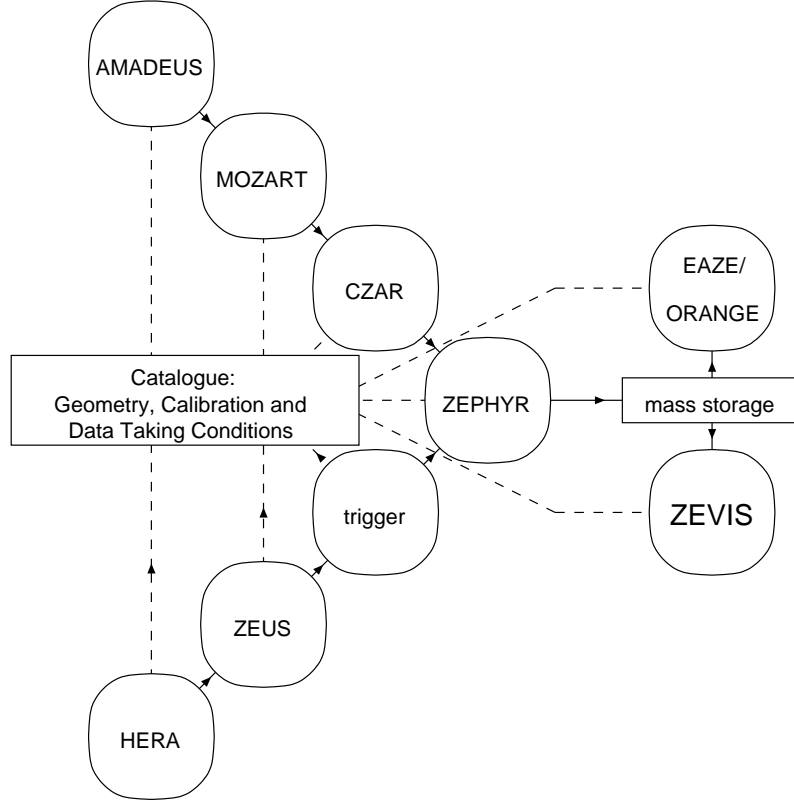 AMADEUS
MOZART
CZAR
EAZE/
ORANGE
Catalogue:
Geometry, Calibration and
Data Taking Conditions
ZEPHYR
mass storage
trigger
ZEVIS
ZEUS
HERA